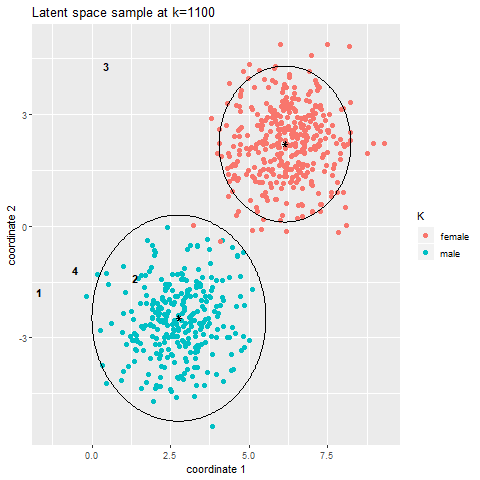 Latent space sample at k=1100
coordinate 2
3
0
-3
3
4
2
1
0.0 2.5 5.0 7.5
coordinate 1
K
female
male